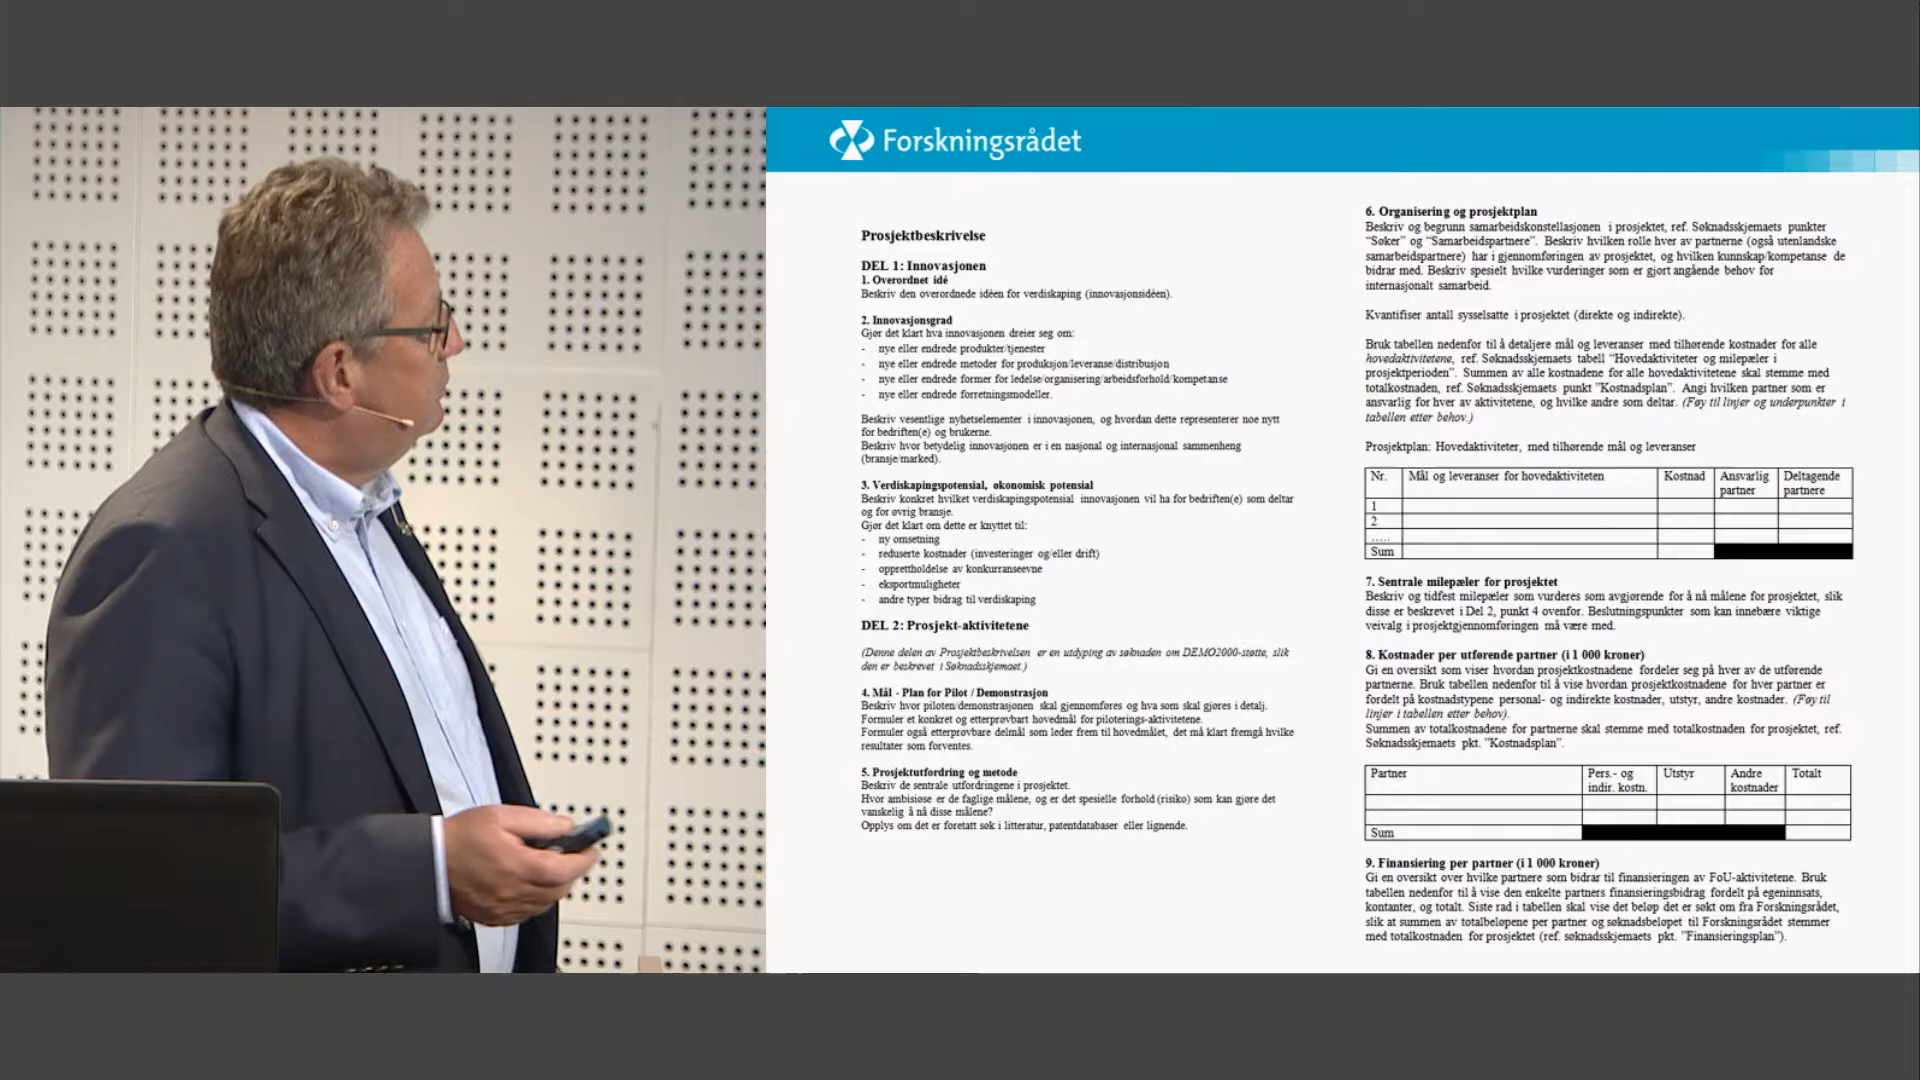 Forskningsrådet
Prosjektbeskrivelse
DEL 1: Innovasjonen
1. Overordnet idé
Beskriv den overordnede idéen for verdiskaping (innovasjonsidéen).
2. Innovasjonsgrad
Gjør det klart hva innovasjonen dreier seg om:
- nye eller endrede produkter/tjenester
- nye eller endrede metoder for produksjon/leveranse/distribusjon
- nye eller endrede former for ledelse/organisering/arbeidsforhold/kompetanse
- nye eller endrede forretningsmodeller.
Beskriv vesentlige nyhetselementer i innovasjonen, og hvordan dette representerer noe nytt
for bedriften(e) og brukerne.
Beskriv hvor betydelig innovasjonen er i en nasjonal og internasjonal sammenheng
(bransje/marked).
3. Verdiskapingspotensial, økonomisk potensial
Beskriv konkret hvilket verdiskapingspotensial innovasjonen vil ha for bedriften(e) som deltar
og for øvrig bransje.
Gjør det klart om dette er knyttet til:
- ny omsetning
- reduserte kostnader (investeringer og/eller drift)
- opprettholdelse av konkurranseevne
- eksportmuligheter
- andre typer bidrag til verdiskaping
DEL 2: Prosjekt-aktivitetene
(Denne delen av Prosjektbeskrivelsen er en utdyping av søknaden om DEMO2000-støtte, slik
den er beskrevet i Søknadsskjemaet.)
4. Mål - Plan for Pilot / Demonstrasjon
Beskriv hvor piloten/demonstrasjonen skal gjennomføres og hva som skal gjøres i detalj.
Formuler et konkret og etterprøvbart hovedmål for piloterings-aktivitetene.
Formuler også etterprøvbare delmål som leder frem til hovedmålet, det må klart fremgå hvilke
resultater som forventes.
5. Prosjektutfordring og metode
Beskriv de sentrale utfordringene i prosjektet.
Hvor ambisiøse er de faglige målene, og er det spesielle forhold (risiko) som kan gjøre det
vanskelig å nå disse målene?
Opplys om det er foretatt søk i litteratur, patentdatabaser eller lignende.
6. Organisering og prosjektplan
Beskriv og begrunn samarbeidskonstellasjonen i prosjektet, ref. Søknadsskjemaets punkter
"Søker" og "Samarbeidspartnere". Beskriv hvilken rolle hver av partnerne (også utenlandske
samarbeidspartnere) har i gjennomføringen av prosjektet, og hvilken kunnskap/kompetanse de
bidrar med. Beskriv spesielt hvilke vurderinger som er gjort angående behov for
internasjonalt samarbeid.
Kvantifiser antall sysselsatte i prosjektet (direkte og indirekte).
Bruk tabellen nedenfor til å detaljere mål og leveranser med tilhørende kostnader for alle
hovedaktivitetene, ref. Søknadsskjemaets tabell "Hovedaktiviteter og milepæler i
prosjektperioden". Summen av alle kostnadene for alle hovedaktivitetene skal stemme med
totalkostnaden, ref. Søknadsskjemaets punkt "Kostnadsplan". Angi hvilken partner som er
ansvarlig for hver av aktivitetene, og hvilke andre som deltar. (Føy til linjer og underpunkter i
tabellen etter behov.)
Prosjektplan: Hovedaktiviteter, med tilhørende mål og leveranser
Nr. Mål og leveranser for hovedaktiviteten Kostnad Ansvarlig partner Deltagende partnere
1
2
.....
Sum
7. Sentrale milepæler for prosjektet
Beskriv og tidfest milepæler som vurderes som avgjørende for å nå målene for prosjektet, slik
disse er beskrevet i Del 2, punkt 4 ovenfor. Beslutningspunkter som kan innebære viktige
veivalg i prosjektgjennomføringen må være med.
8. Kostnader per utførende partner (i 1 000 kroner)
Gi en oversikt som viser hvordan prosjektkostnadene fordeler seg på hver av de utførende
partnerne. Bruk tabellen nedenfor til å vise hvordan prosjektkostnadene for hver partner er
fordelt på kostnadstypene personal- og indirekte kostnader, utstyr, andre kostnader. (Føy til
linjer i tabellen etter behov).
Summen av totalkostnadene for partnerne skal stemme med totalkostnaden for prosjektet, ref.
Søknadsskjemaets pkt. "Kostnadsplan".
Partner Pers.- og indir. kostn. Utstyr Andre kostnader Totalt
Sum
9. Finansiering per partner (i 1 000 kroner)
Gi en oversikt over hvilke partnere som bidrar til finansieringen av FoU-aktivitetene. Bruk
tabellen nedenfor til å vise den enkelte partners finansieringsbidrag fordelt på egeninnsats,
kontanter, og totalt. Siste rad i tabellen skal vise det beløp det er søkt om fra Forskningsrådet,
slik at summen av totalbeløpene per partner og søknadsbeløpet til Forskningsrådet stemmer
med totalkostnaden for prosjektet (ref. søknadsskjemaets pkt. "Finansieringsplan").